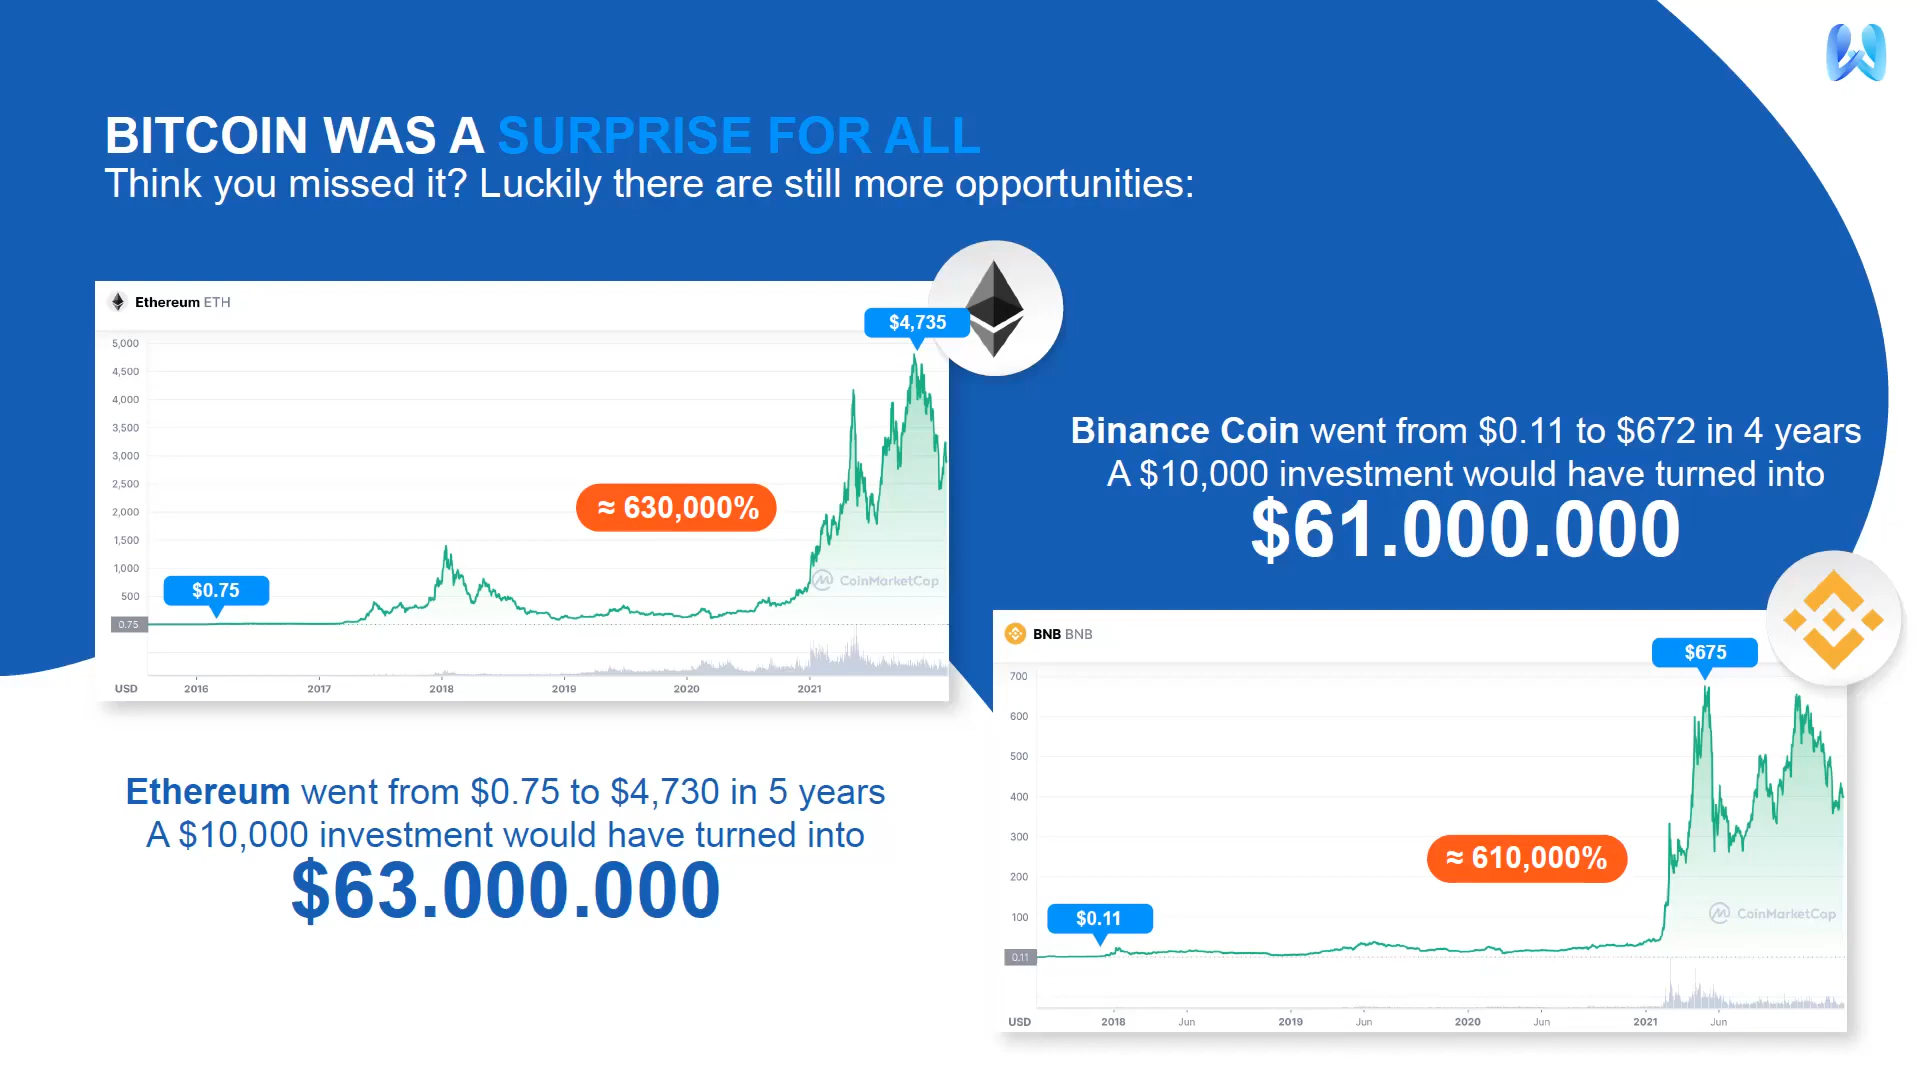 BITCOIN WAS A SURPRISE FOR ALL
Think you missed it? Luckily there are still more opportunities:
Ethereum ETH
$4,735
5,000
4,500
4,000
3,500
3,000
2,500
2,000
1,500
1,000
500
0.75
≈ 630,000%
$0.75
CoinMarketCap
USD 2016 2017 2018 2019 2020 2021
Ethereum went from $0.75 to $4,730 in 5 years
A $10,000 investment would have turned into
$63.000.000
Binance Coin went from $0.11 to $672 in 4 years
A $10,000 investment would have turned into
$61.000.000
BNB BNB
$675
700
600
500
400
300
200
100
0.11
≈ 610,000%
$0.11
CoinMarketCap
USD 2018 Jun 2019 Jun 2020 Jun 2021 Jun